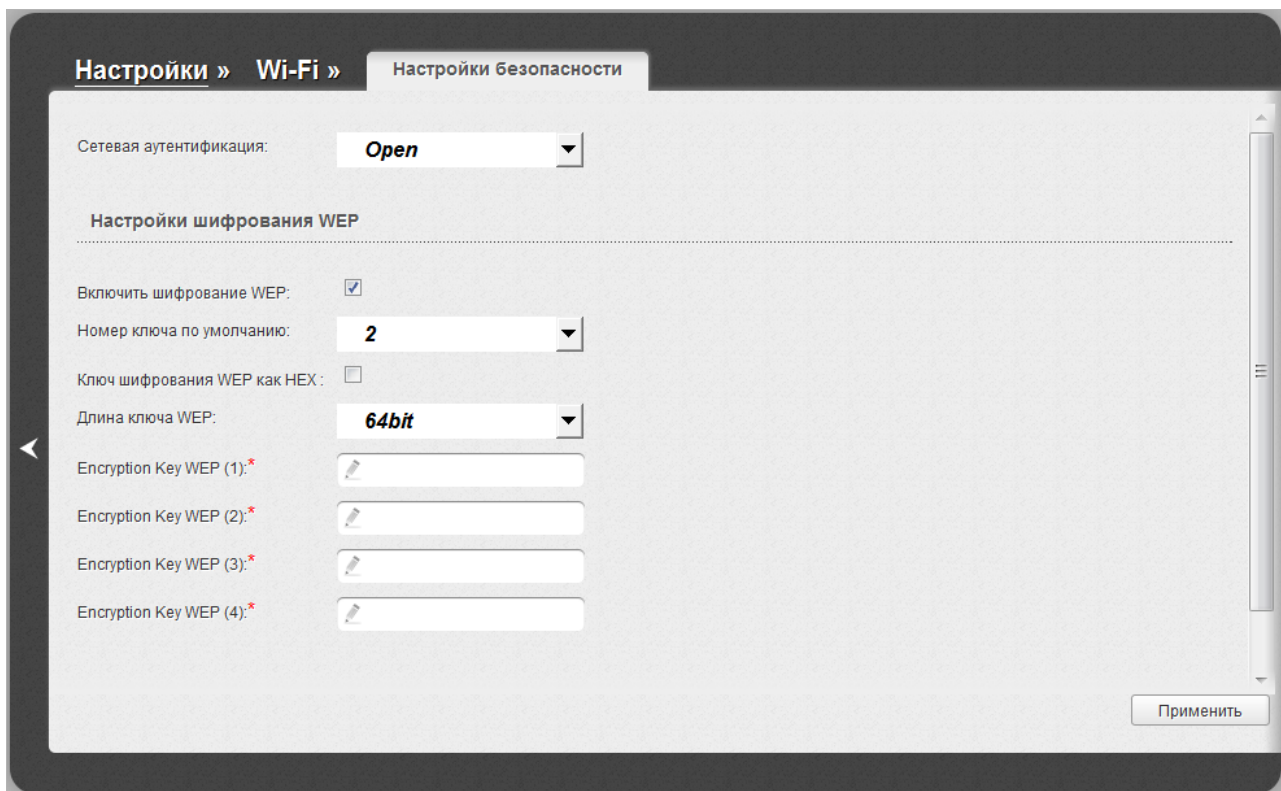 Настройки » Wi-Fi » Настройки безопасности
Сетевая аутентификация: Open
Настройки шифрования WEP
Включить шифрование WEP:
Номер ключа по умолчанию: 2
Ключ шифрования WEP как HEX :
Длина ключа WEP: 64bit
Encryption Key WEP (1):*
Encryption Key WEP (2):*
Encryption Key WEP (3):*
Encryption Key WEP (4):*
Применить